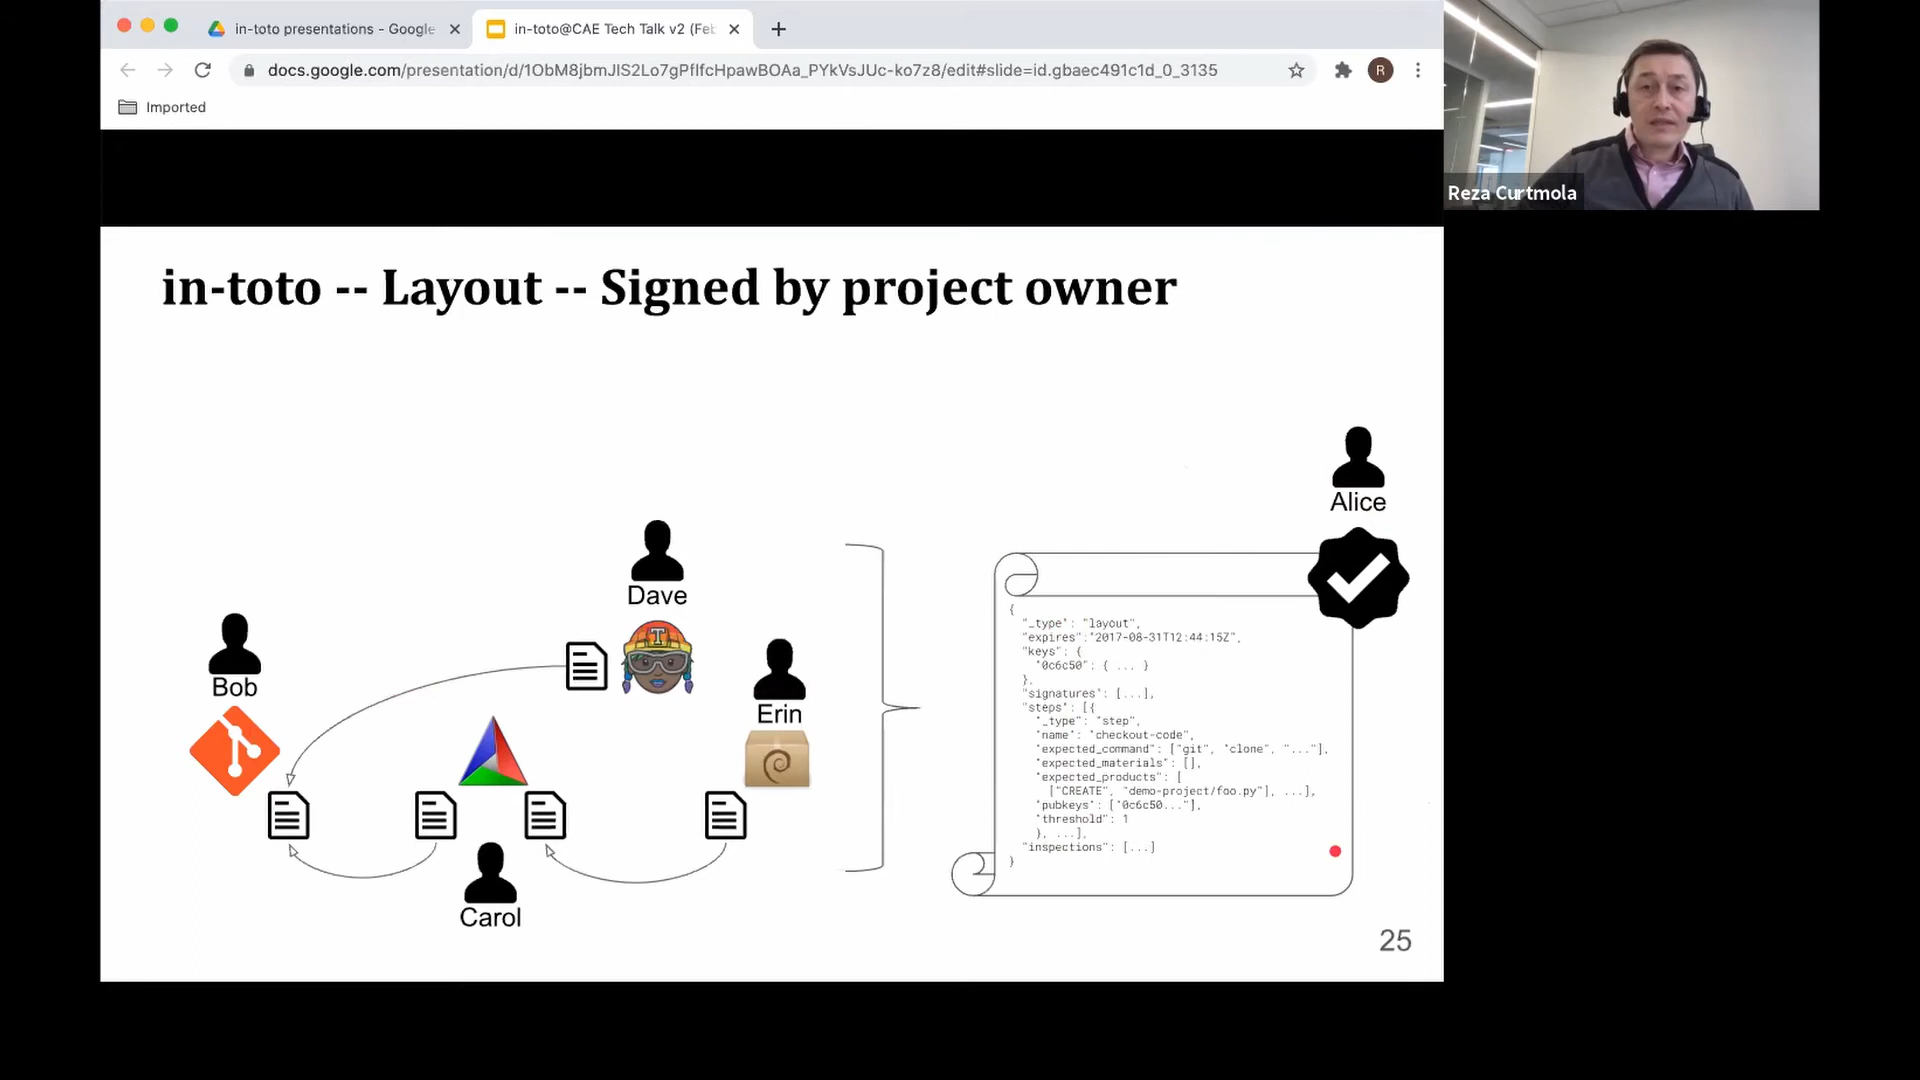 in-toto presentations - Google
in-toto@CAE Tech Talk v2 (Feb
docs.google.com/presentation/d/1ObM8jbmJIS2Lo7gPfIfcHpawBOAa_PYkVsJUc-ko7z8/edit#slide=id.gbaec491c1d_0_3135
R
Imported
Reza Curtmola
in-toto -- Layout -- Signed by project owner
Alice
Dave
T
Bob
Erin
Carol
{
"_type": "layout",
"expires":"2017-08-31T12:44:15Z",
"keys": {
"0c6c50": { ... }
},
"signatures": [...],
"steps": [{
"_type": "step",
"name": "checkout-code",
"expected_command": ["git", "clone", "..."],
"expected_materials": [],
"expected_products": [
["CREATE", "demo-project/foo.py"], ...],
"pubkeys": ["0c6c50..."],
"threshold": 1
}, ...],
"inspections": [...]
}
25